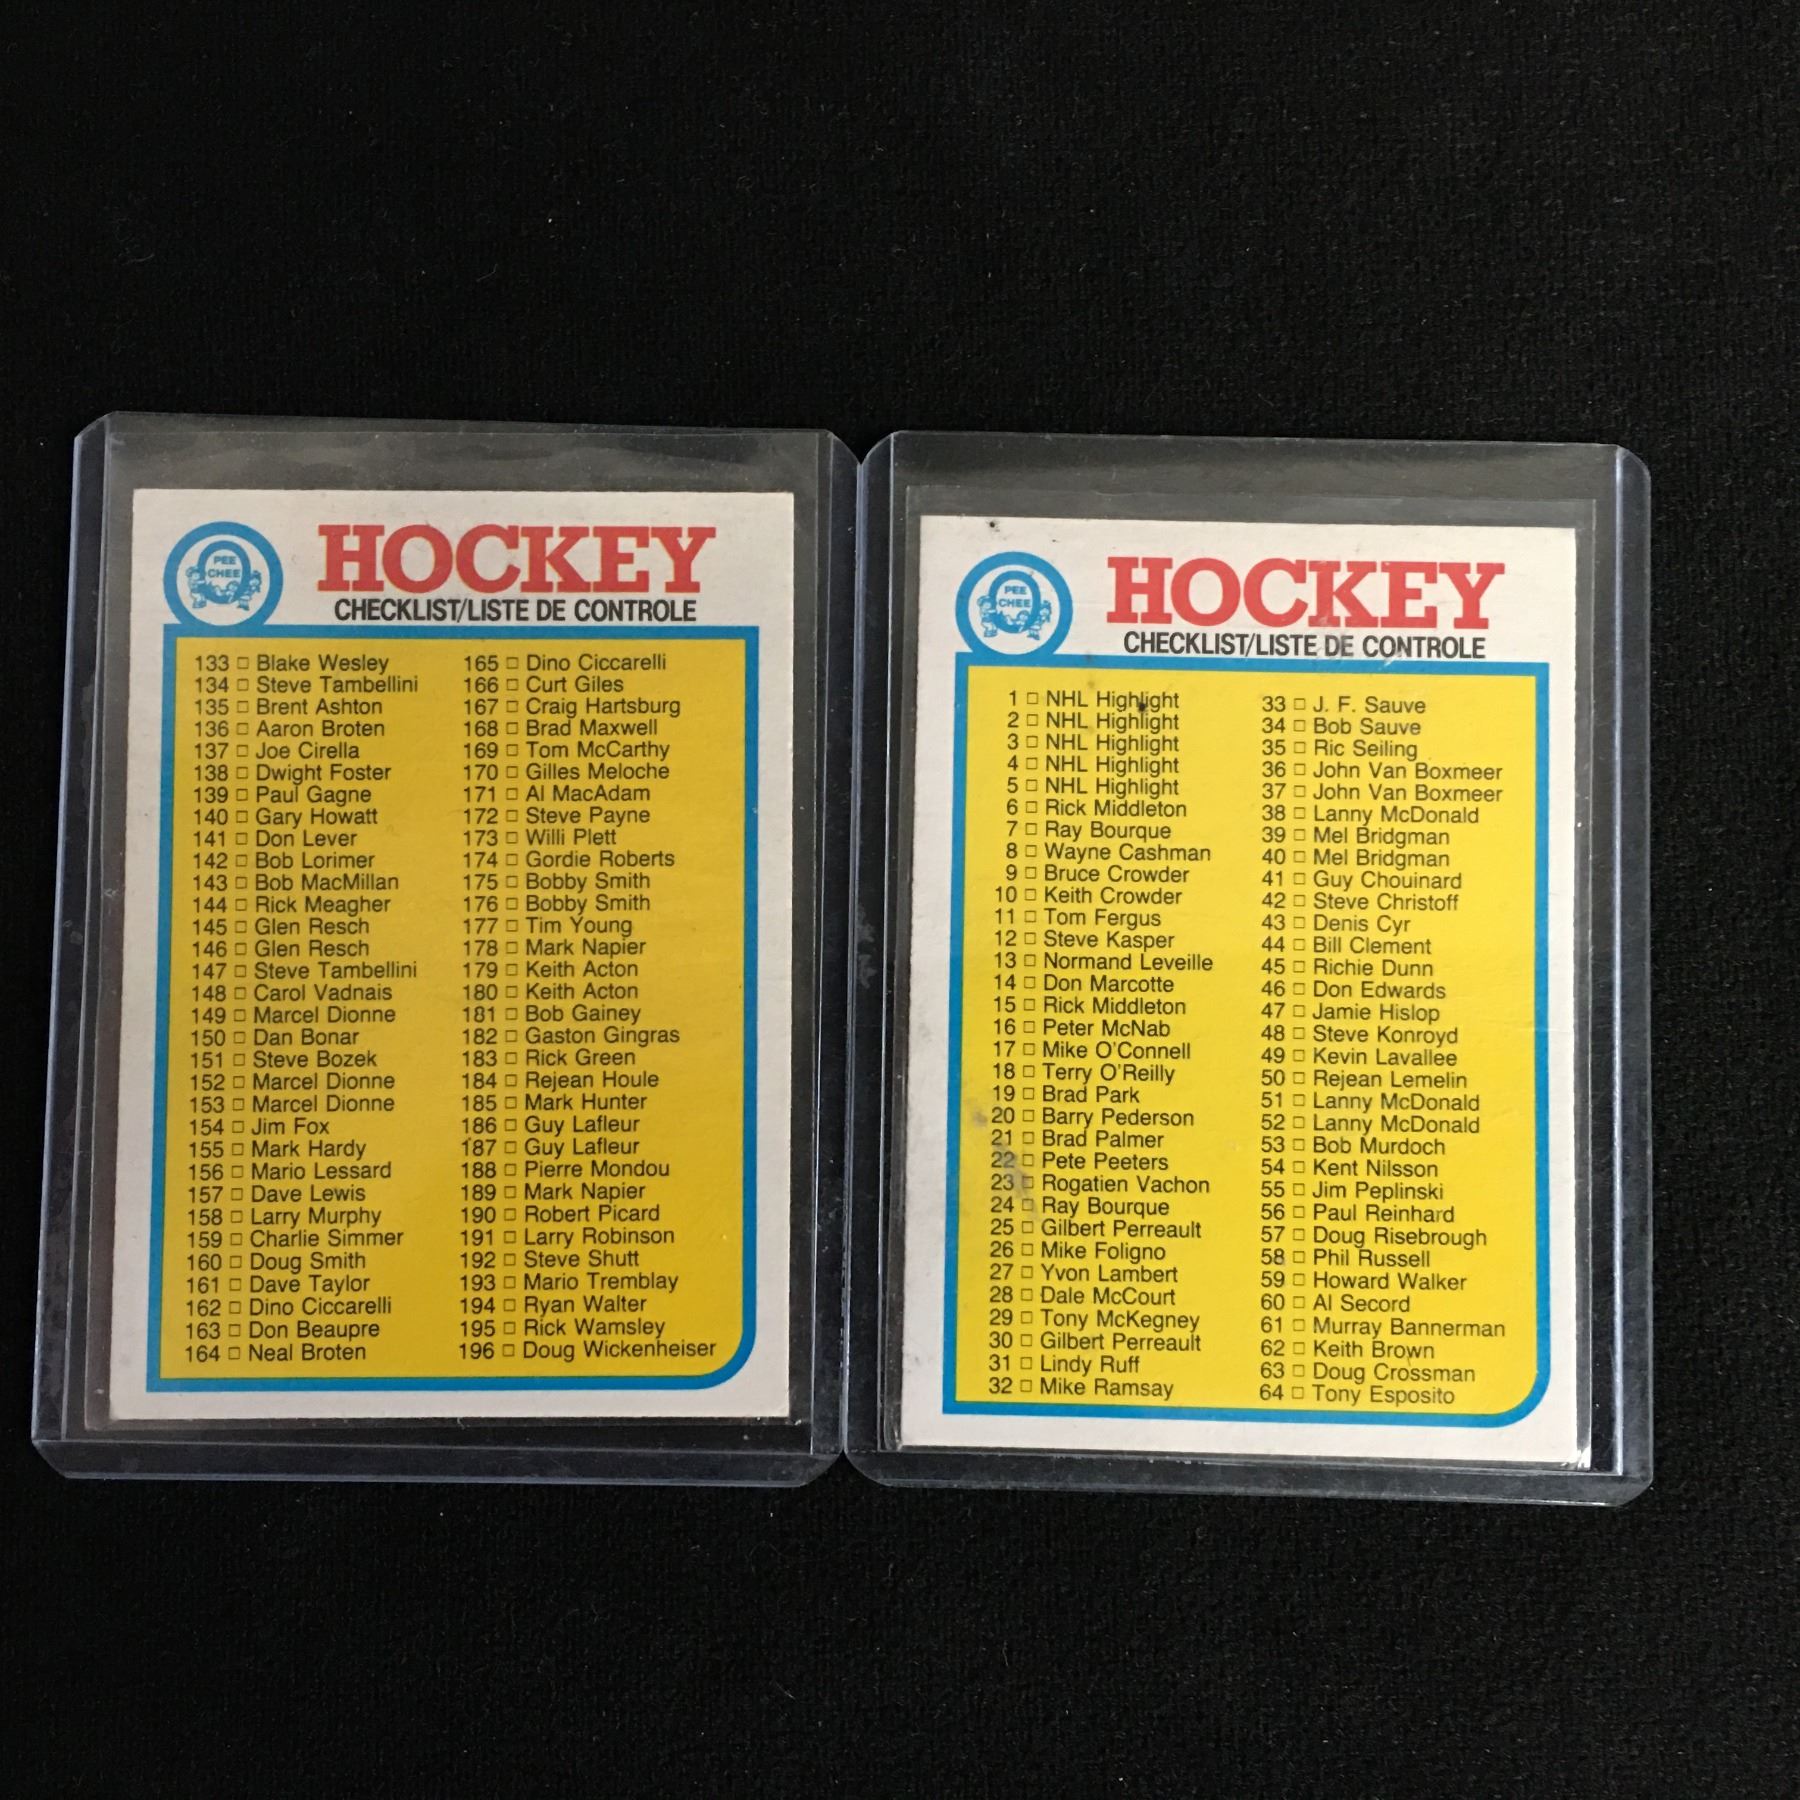 PEE
CHEE
HOCKEY
CHECKLIST/LISTE DE CONTROLE
133 □ Blake Wesley
134 □ Steve Tambellini
135 □ Brent Ashton
136 □ Aaron Broten
137 □ Joe Cirella
138 □ Dwight Foster
139 □ Paul Gagne
140 □ Gary Howatt
141 □ Don Lever
142 □ Bob Lorimer
143 □ Bob MacMillan
144 □ Rick Meagher
145 □ Glen Resch
146 □ Glen Resch
147 □ Steve Tambellini
148 □ Carol Vadnais
149 □ Marcel Dionne
150 □ Dan Bonar
151 □ Steve Bozek
152 □ Marcel Dionne
153 □ Marcel Dionne
154 □ Jim Fox
155 □ Mark Hardy
156 □ Mario Lessard
157 □ Dave Lewis
158 □ Larry Murphy
159 □ Charlie Simmer
160 □ Doug Smith
161 □ Dave Taylor
162 □ Dino Ciccarelli
163 □ Don Beaupre
164 □ Neal Broten
165 □ Dino Ciccarelli
166 □ Curt Giles
167 □ Craig Hartsburg
168 □ Brad Maxwell
169 □ Tom McCarthy
170 □ Gilles Meloche
171 □ Al MacAdam
172 □ Steve Payne
173 □ Willi Plett
174 □ Gordie Roberts
175 □ Bobby Smith
176 □ Bobby Smith
177 □ Tim Young
178 □ Mark Napier
179 □ Keith Acton
180 □ Keith Acton
181 □ Bob Gainey
182 □ Gaston Gingras
183 □ Rick Green
184 □ Rejean Houle
185 □ Mark Hunter
186 □ Guy Lafleur
187 □ Guy Lafleur
188 □ Pierre Mondou
189 □ Mark Napier
190 □ Robert Picard
191 □ Larry Robinson
192 □ Steve Shutt
193 □ Mario Tremblay
194 □ Ryan Walter
195 □ Rick Wamsley
196 □ Doug Wickenheiser
PEE
CHEE
HOCKEY
CHECKLIST/LISTE DE CONTROLE
1 □ NHL Highlight
2 □ NHL Highlight
3 □ NHL Highlight
4 □ NHL Highlight
5 □ NHL Highlight
6 □ Rick Middleton
7 □ Ray Bourque
8 □ Wayne Cashman
9 □ Bruce Crowder
10 □ Keith Crowder
11 □ Tom Fergus
12 □ Steve Kasper
13 □ Normand Leveille
14 □ Don Marcotte
15 □ Rick Middleton
16 □ Peter McNab
17 □ Mike O'Connell
18 □ Terry O'Reilly
19 □ Brad Park
20 □ Barry Pederson
21 □ Brad Palmer
22 □ Pete Peeters
23 □ Rogatien Vachon
24 □ Ray Bourque
25 □ Gilbert Perreault
26 □ Mike Foligno
27 □ Yvon Lambert
28 □ Dale McCourt
29 □ Tony McKegney
30 □ Gilbert Perreault
31 □ Lindy Ruff
32 □ Mike Ramsay
33 □ J. F. Sauve
34 □ Bob Sauve
35 □ Ric Seiling
36 □ John Van Boxmeer
37 □ John Van Boxmeer
38 □ Lanny McDonald
39 □ Mel Bridgman
40 □ Mel Bridgman
41 □ Guy Chouinard
42 □ Steve Christoff
43 □ Denis Cyr
44 □ Bill Clement
45 □ Richie Dunn
46 □ Don Edwards
47 □ Jamie Hislop
48 □ Steve Konroyd
49 □ Kevin Lavallee
50 □ Rejean Lemelin
51 □ Lanny McDonald
52 □ Lanny McDonald
53 □ Bob Murdoch
54 □ Kent Nilsson
55 □ Jim Peplinski
56 □ Paul Reinhard
57 □ Doug Risebrough
58 □ Phil Russell
59 □ Howard Walker
60 □ Al Secord
61 □ Murray Bannerman
62 □ Keith Brown
63 □ Doug Crossman
64 □ Tony Esposito